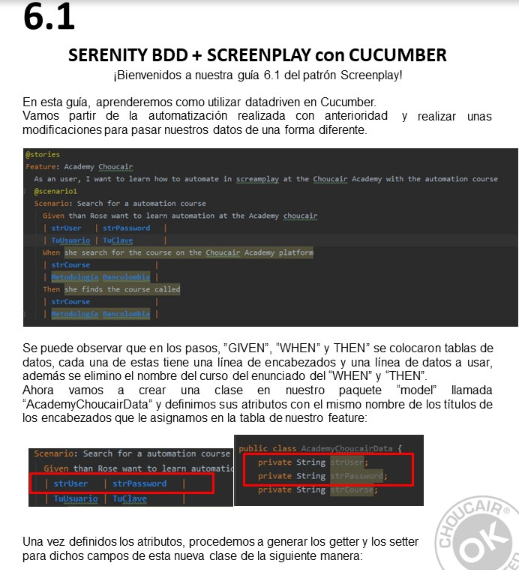 6.1
SERENITY BDD + SCREENPLAY con CUCUMBER
¡Bienvenidos a nuestra guía 6.1 del patrón Screenplay!
En esta guía, aprenderemos como utilizar datadriven en Cucumber.
Vamos partir de la automatización realizada con anterioridad y realizar unas
modificaciones para pasar nuestros datos de una forma diferente.
@stories
Feature: Academy Choucair
As an user, I want to learn how to automate in screamplay at the Choucair Academy with the automation course
@scenario1
Scenario: Search for a automation course
Given than Rose want to learn automation at the Academy choucair
| strUser | strPassword |
| TuUsuario | TuClave |
When she search for the course on the Choucair Academy platform
| strCourse |
| Metodología Bancolombia |
Then she finds the course called
| strCourse |
| Metodología Bancolombia |
Se puede observar que en los pasos, "GIVEN", "WHEN" y THEN" se colocaron tablas de
datos, cada una de estas tiene una línea de encabezados y una línea de datos a usar,
además se elimino el nombre del curso del enunciado del "WHEN" y "THEN".
Ahora vamos a crear una clase en nuestro paquete "model" llamada
"AcademyChoucairData" y definimos sus atributos con el mismo nombre de los títulos de
los encabezados que le asignamos en la tabla de nuestro feature:
Scenario: Search for a automation course
Given than Rose want to learn automatio
| strUser | strPassword |
| TuUsuario | TuClave |
public class AcademyChoucairData {
private String strUser;
private String strPassword;
private String strCourse;
Una vez definidos los atributos, procedemos a generar los getter y los setter
para dichos campos de esta nueva clase de la siguiente manera:
CHOUCAIR®
OK